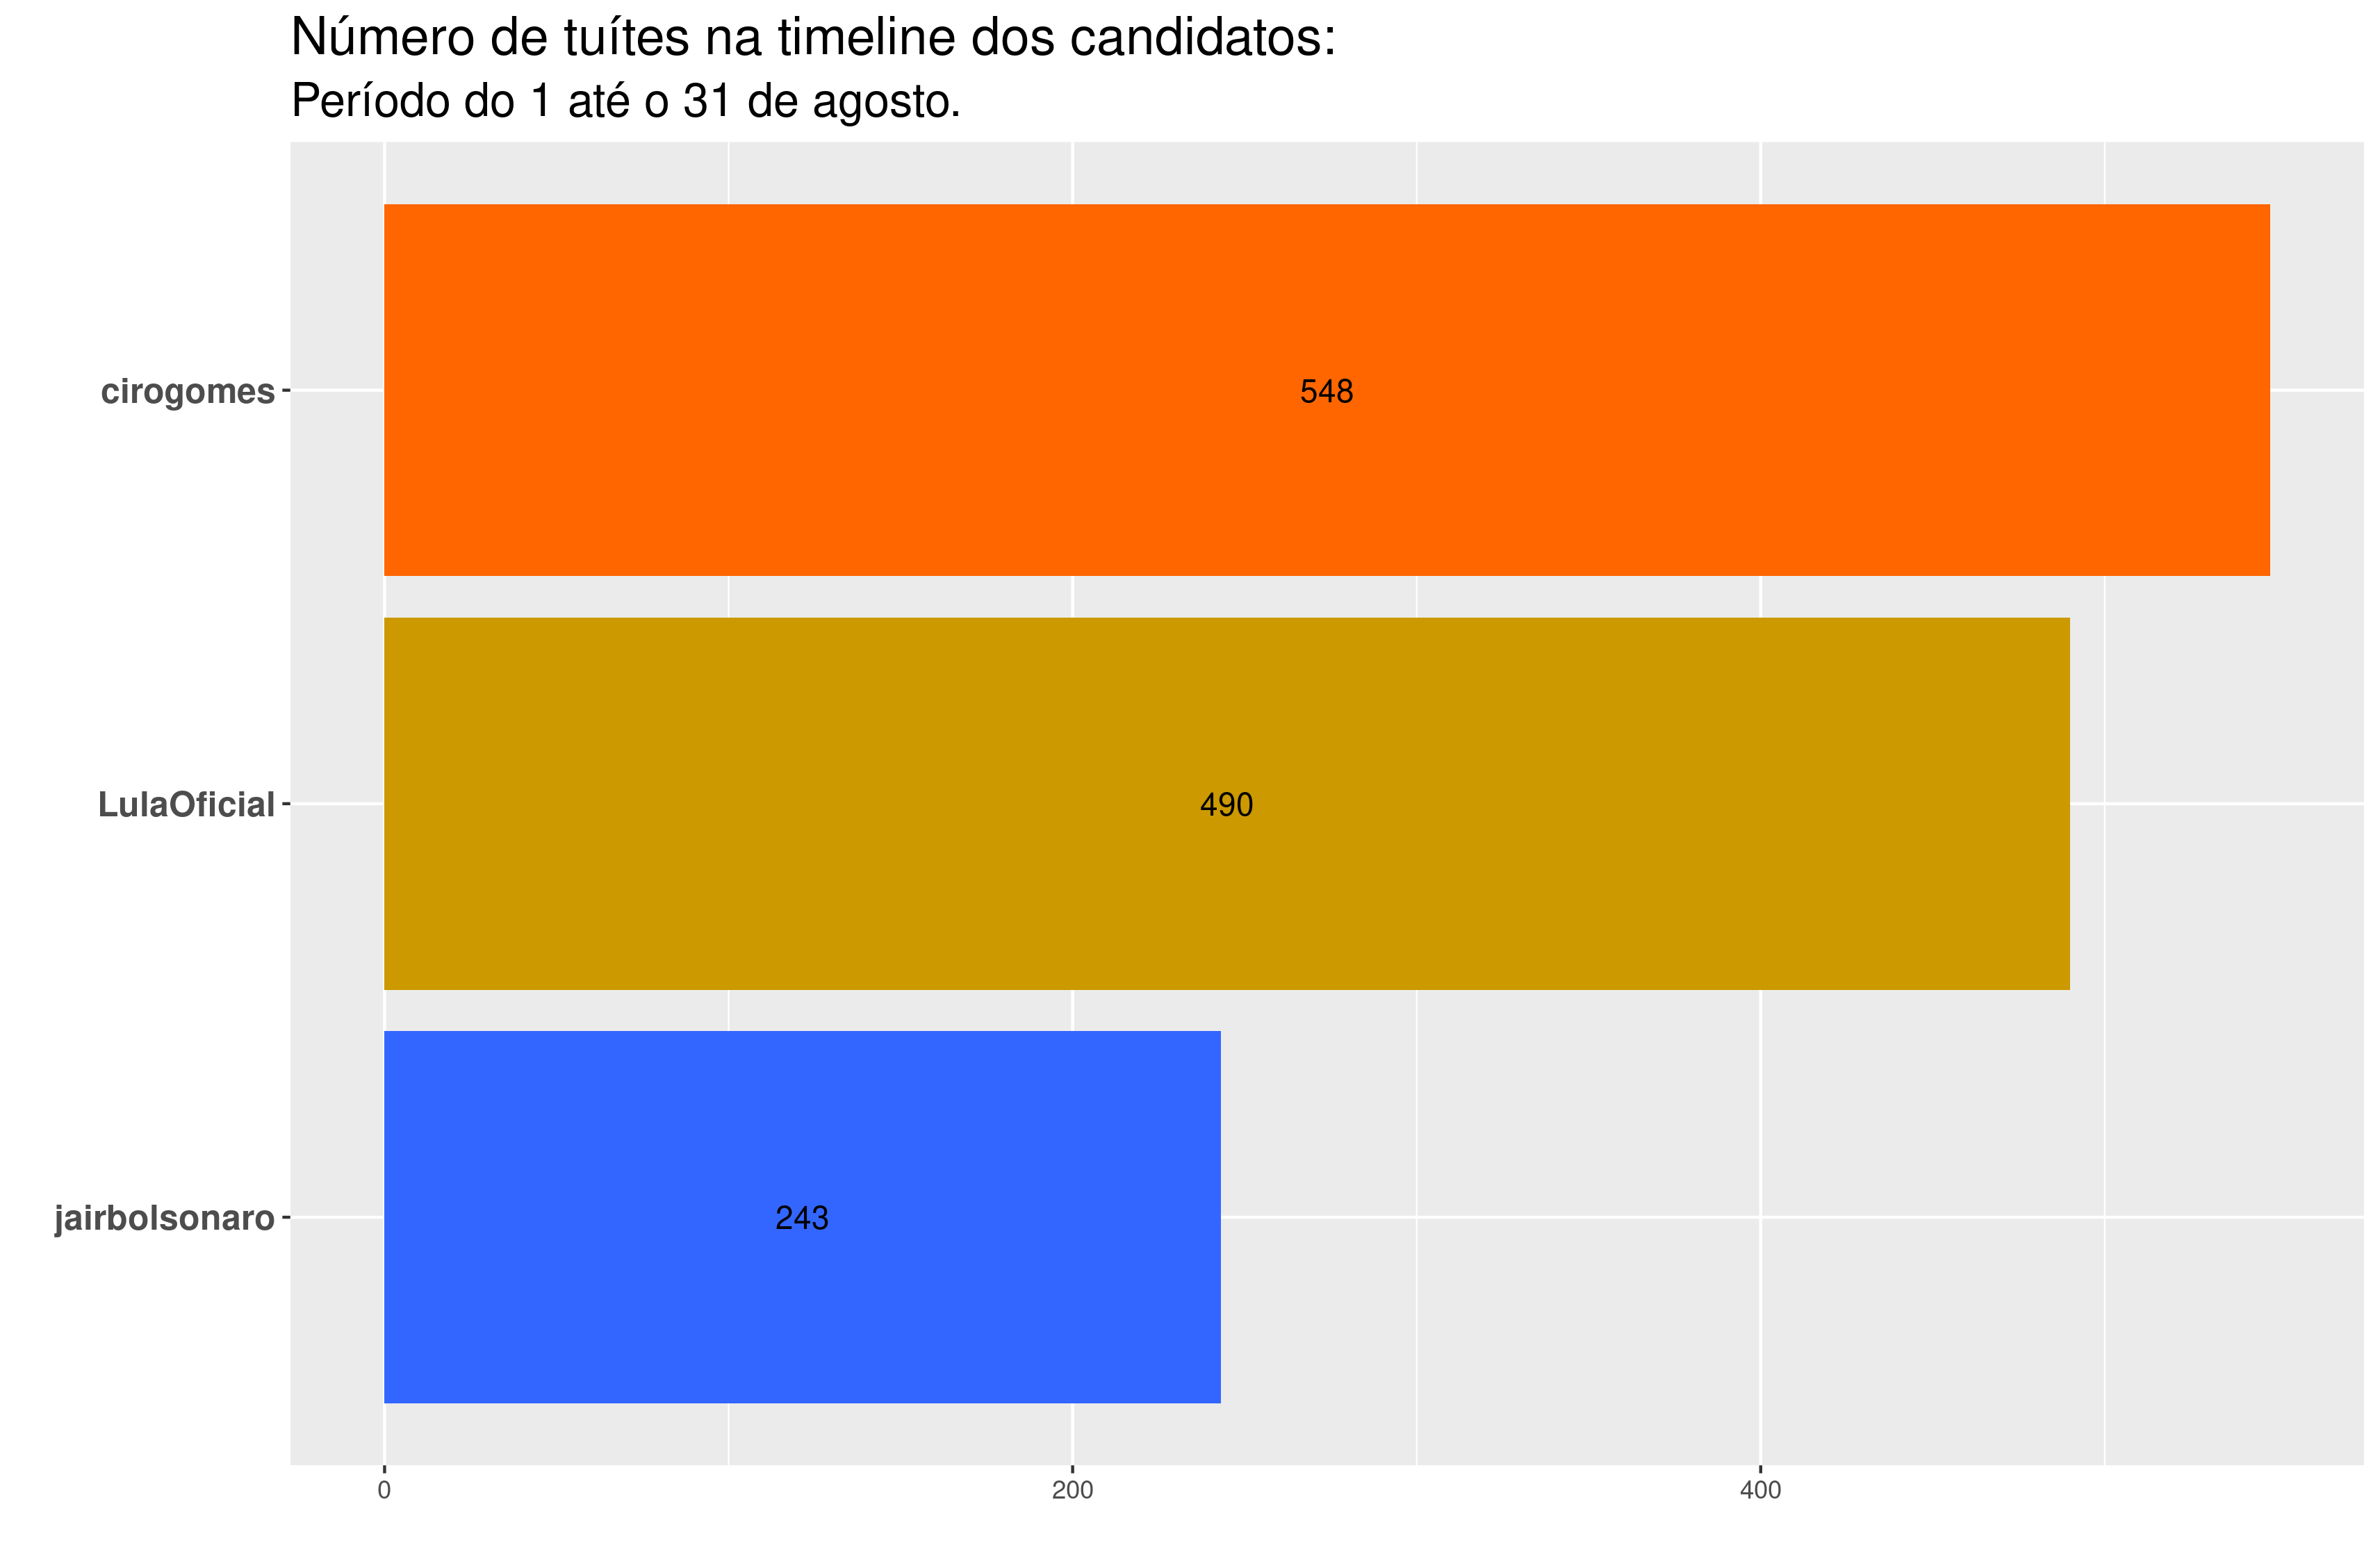 Número de tuítes na timeline dos candidatos:
Período do 1 até o 31 de agosto.
cirogomes
548
LulaOficial
490
jairbolsonaro
243
0
200
400